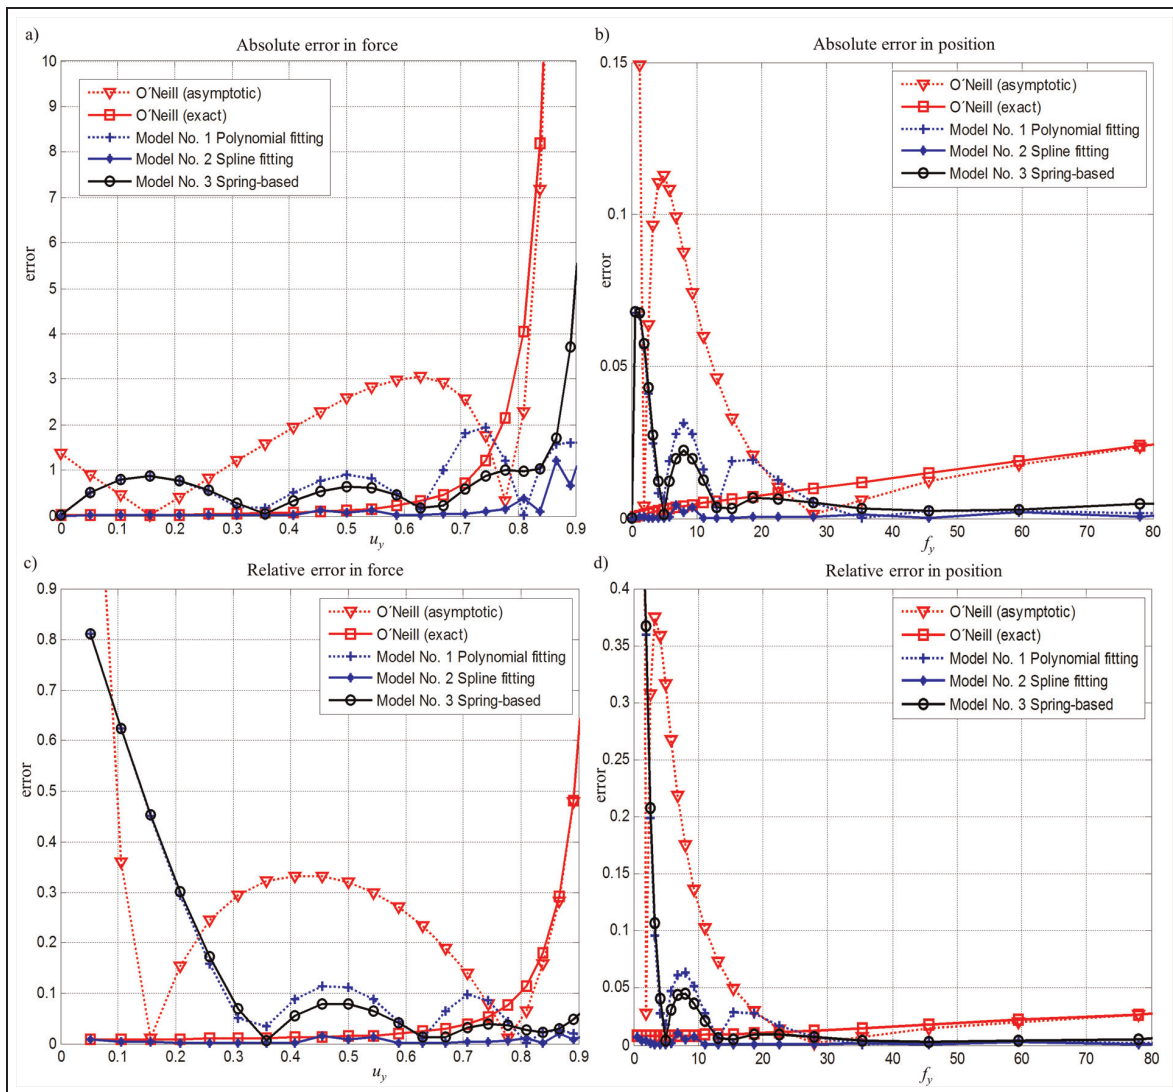 a)
Absolute error in force
10
9
8
7
6
5
4
3
2
1
0
error
O´Neill (asymptotic)
O´Neill (exact)
Model No. 1 Polynomial fitting
Model No. 2 Spline fitting
Model No. 3 Spring-based
0 0.1 0.2 0.3 0.4 0.5 0.6 0.7 0.8 0.9
u_y
b)
Absolute error in position
0.15
0.1
0.05
0
error
O´Neill (asymptotic)
O´Neill (exact)
Model No. 1 Polynomial fitting
Model No. 2 Spline fitting
Model No. 3 Spring-based
0 10 20 30 40 50 60 70 80
f_y
c)
Relative error in force
0.9
0.8
0.7
0.6
0.5
0.4
0.3
0.2
0.1
0
error
O´Neill (asymptotic)
O´Neill (exact)
Model No. 1 Polynomial fitting
Model No. 2 Spline fitting
Model No. 3 Spring-based
0 0.1 0.2 0.3 0.4 0.5 0.6 0.7 0.8 0.9
u_y
d)
Relative error in position
0.4
0.35
0.3
0.25
0.2
0.15
0.1
0.05
0
error
O´Neill (asymptotic)
O´Neill (exact)
Model No. 1 Polynomial fitting
Model No. 2 Spline fitting
Model No. 3 Spring-based
0 10 20 30 40 50 60 70 80
f_y